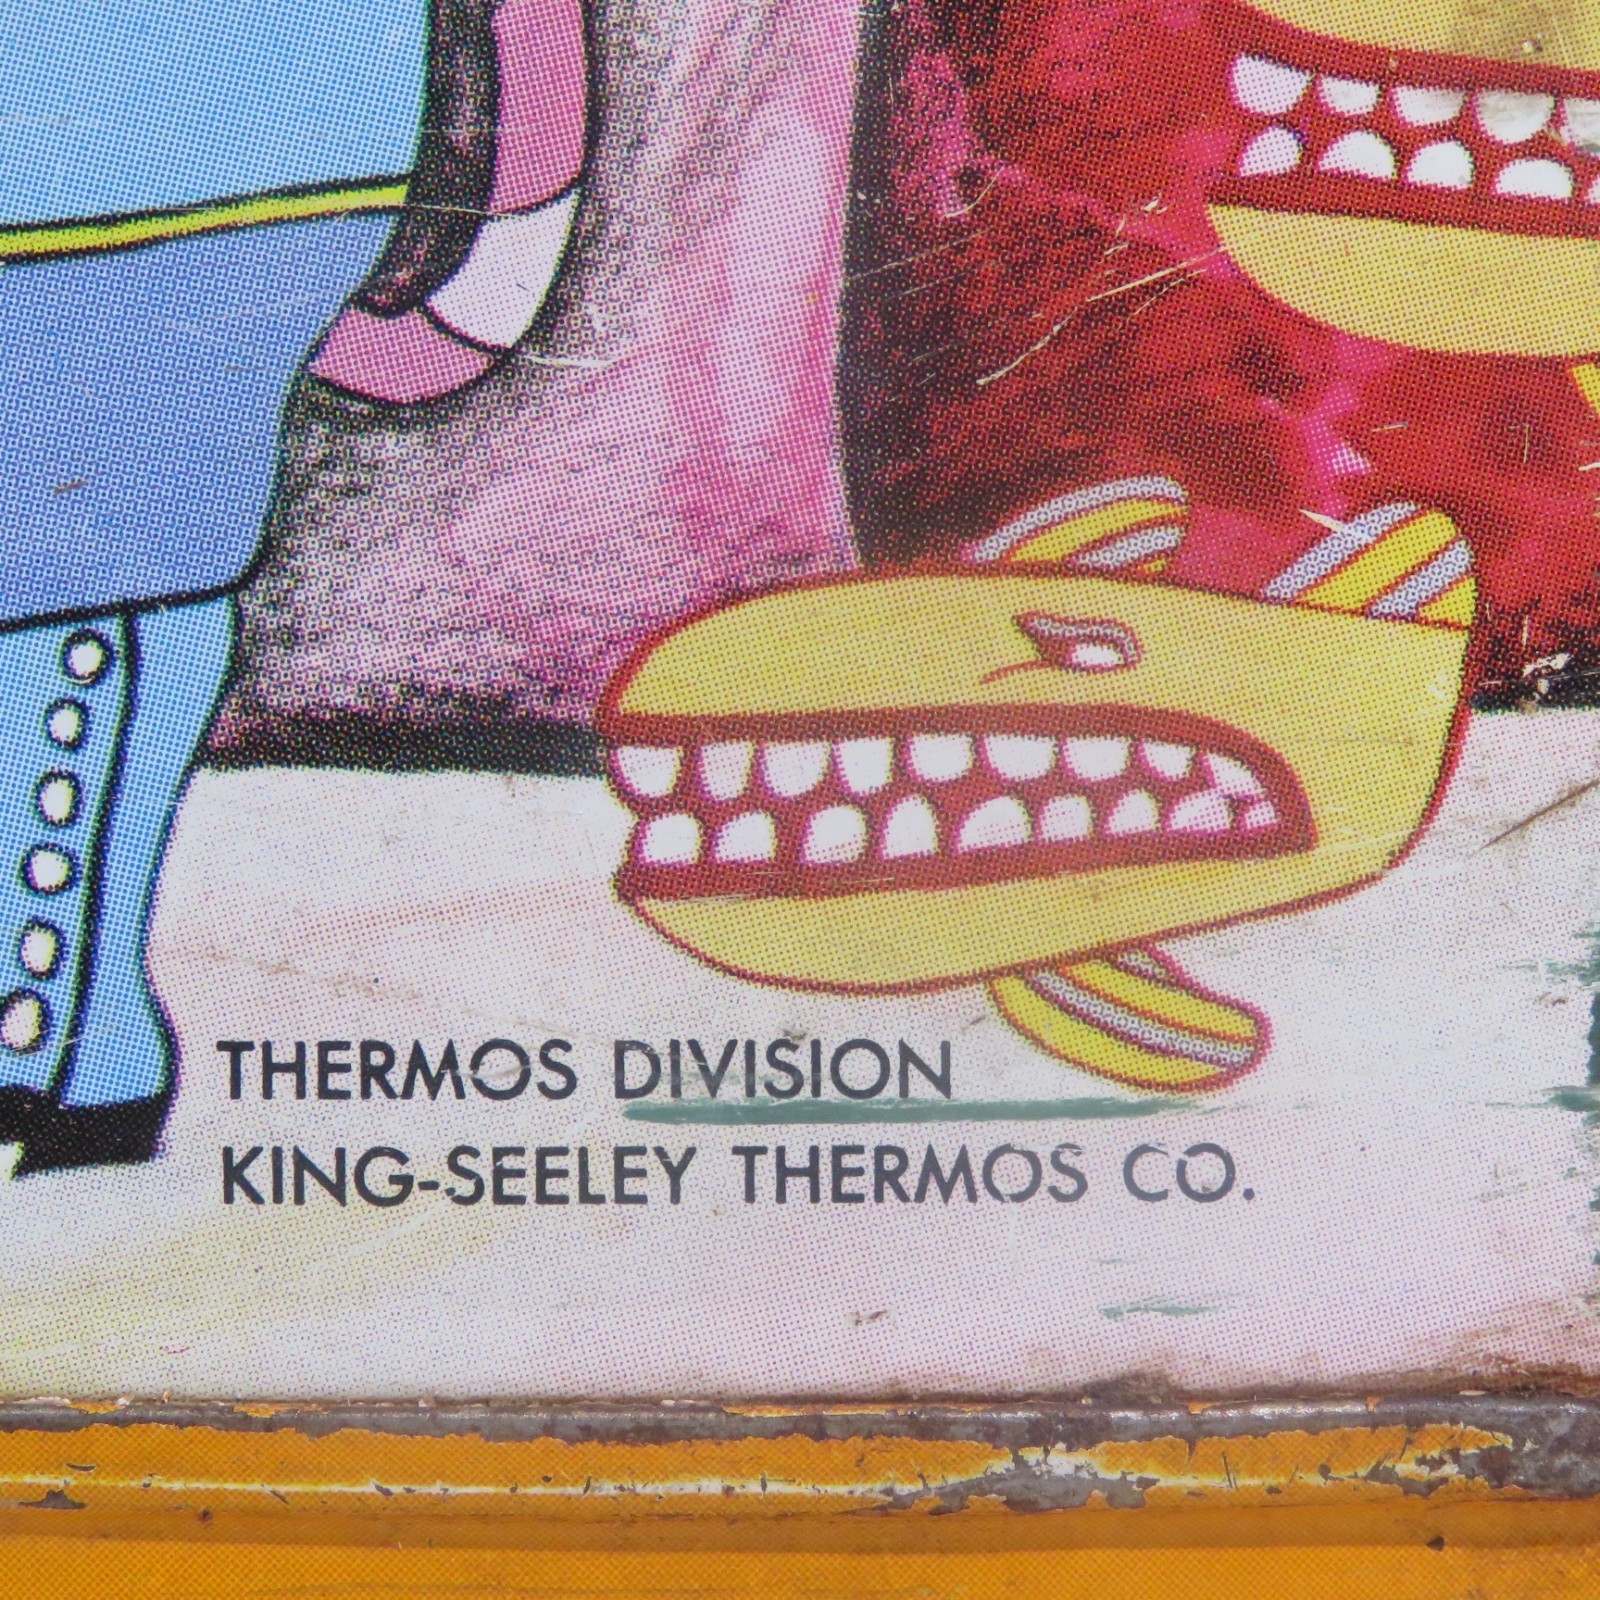 THERMOS DIVISION
KING-SEELEY THERMOS CO.